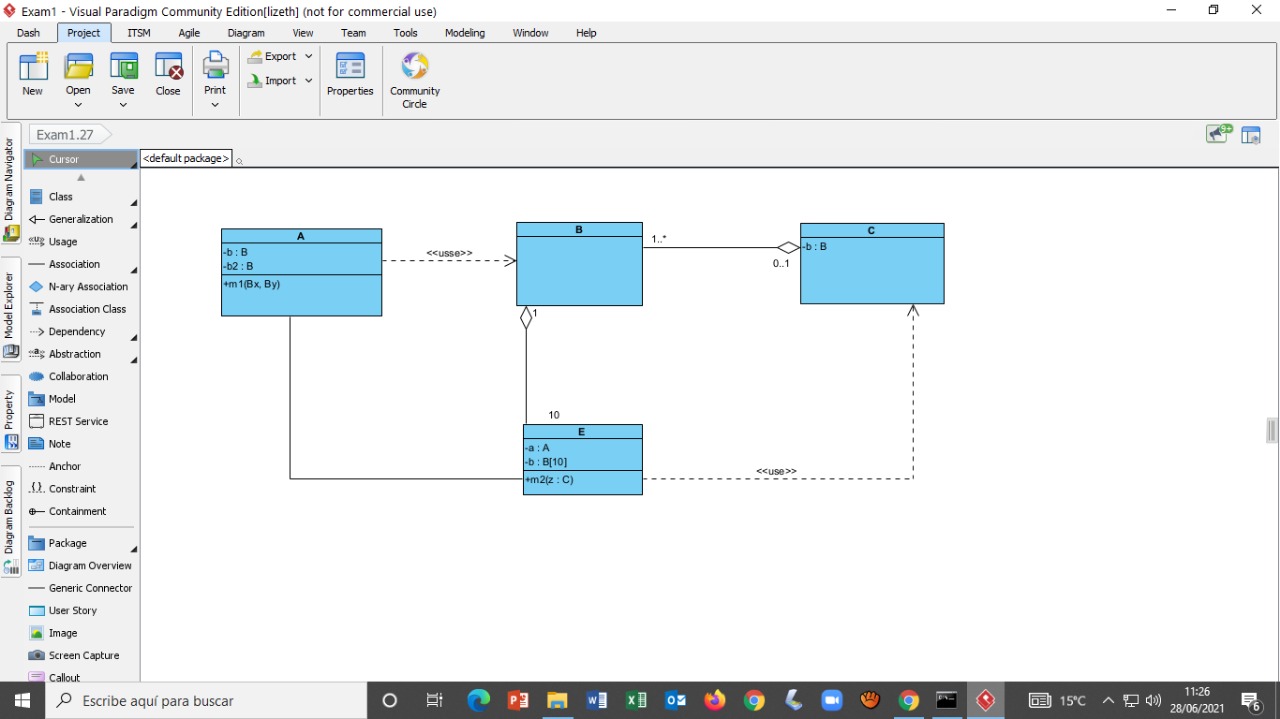 Exam1 - Visual Paradigm Community Edition[lizeth] (not for commercial use)
Dash Project ITSM Agile Diagram View Team Tools Modeling Window Help
New Open Save Close Print Export Import Properties Community Circle
Exam1.27
9+
Diagram Navigator
Model Explorer
Property
Diagram Backlog
Cursor
Class
Generalization
Usage
Association
N-ary Association
Association Class
Dependency
Abstraction
Collaboration
Model
REST Service
Note
Anchor
Constraint
Containment
Package
Diagram Overview
Generic Connector
User Story
Image
Screen Capture
Callout
<default package>
A
-b : B
-b2 : B
+m1(Bx, By)
<<usse>>
B
1..*
0..1
C
-b : B
1
10
E
-a : A
-b : B[10]
+m2(z : C)
<<use>>
Escribe aquí para buscar
15°C
11:26
28/06/2021
6